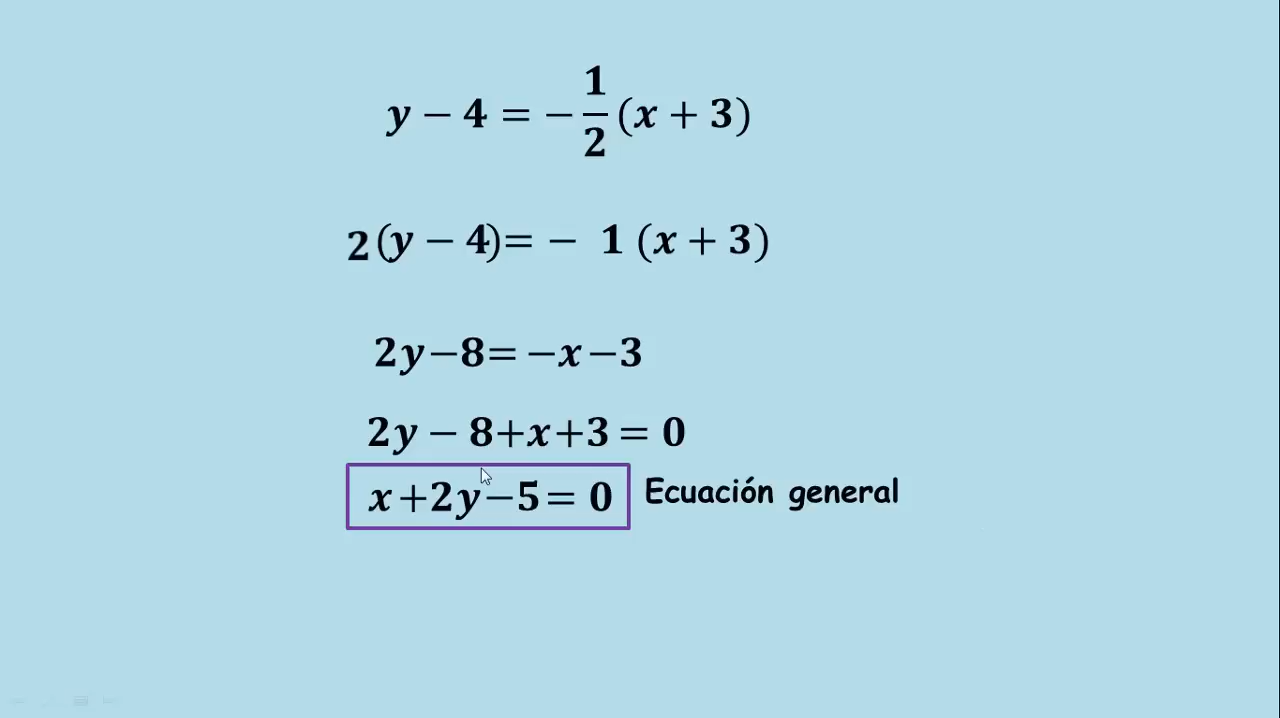 y − 4 = − 1/2 (x + 3)
2(y − 4) = − 1 (x + 3)
2y − 8 = −x − 3
2y − 8 + x + 3 = 0
x + 2y − 5 = 0 Ecuación general